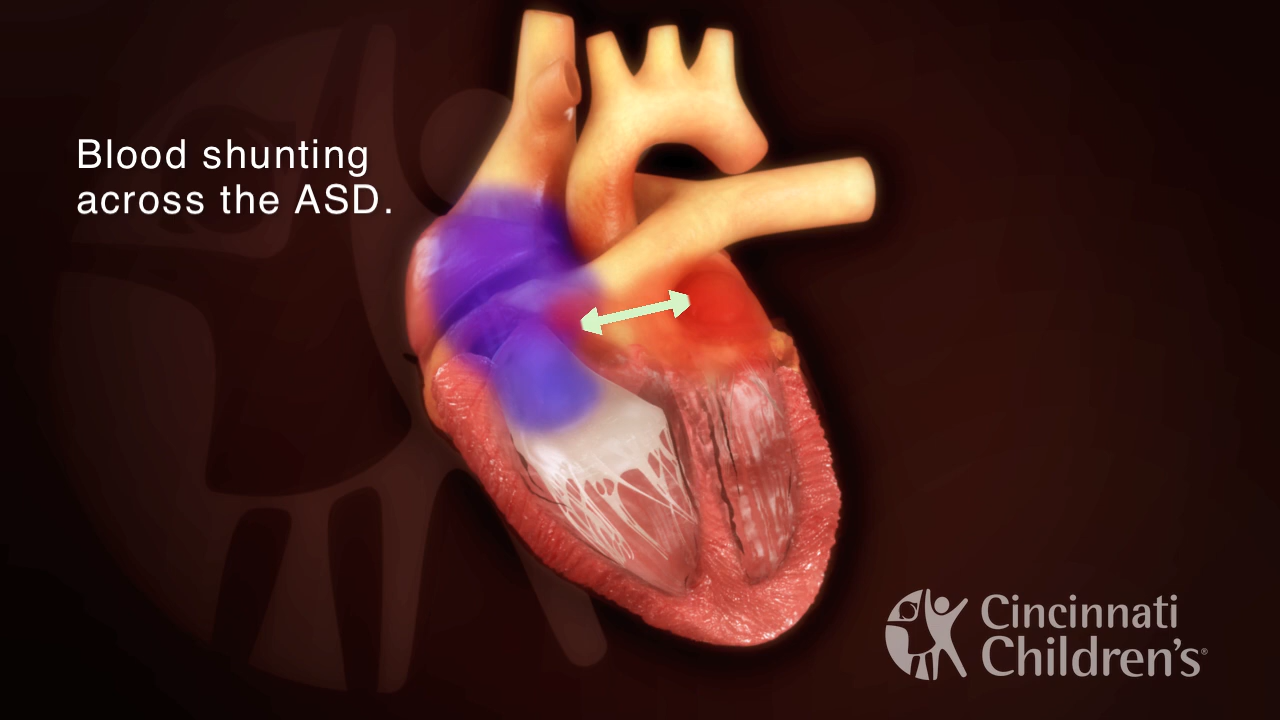 Blood shunting
across the ASD.
Cincinnati
Children's®